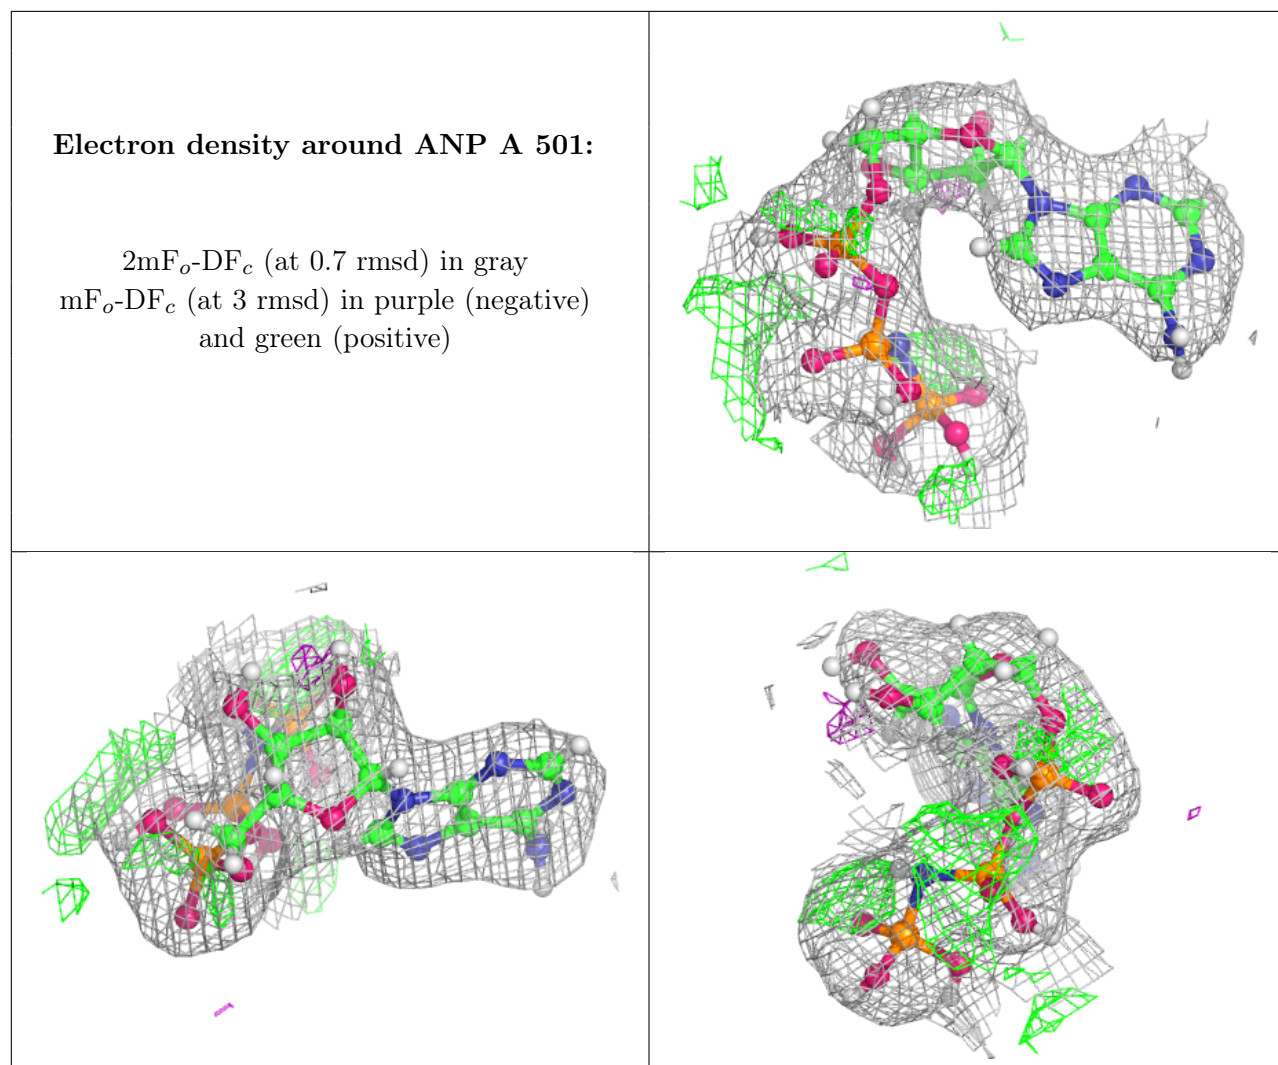 Electron density around ANP A 501:
2mFₒ-DF𝒸 (at 0.7 rmsd) in gray
mFₒ-DF𝒸 (at 3 rmsd) in purple (negative)
and green (positive)